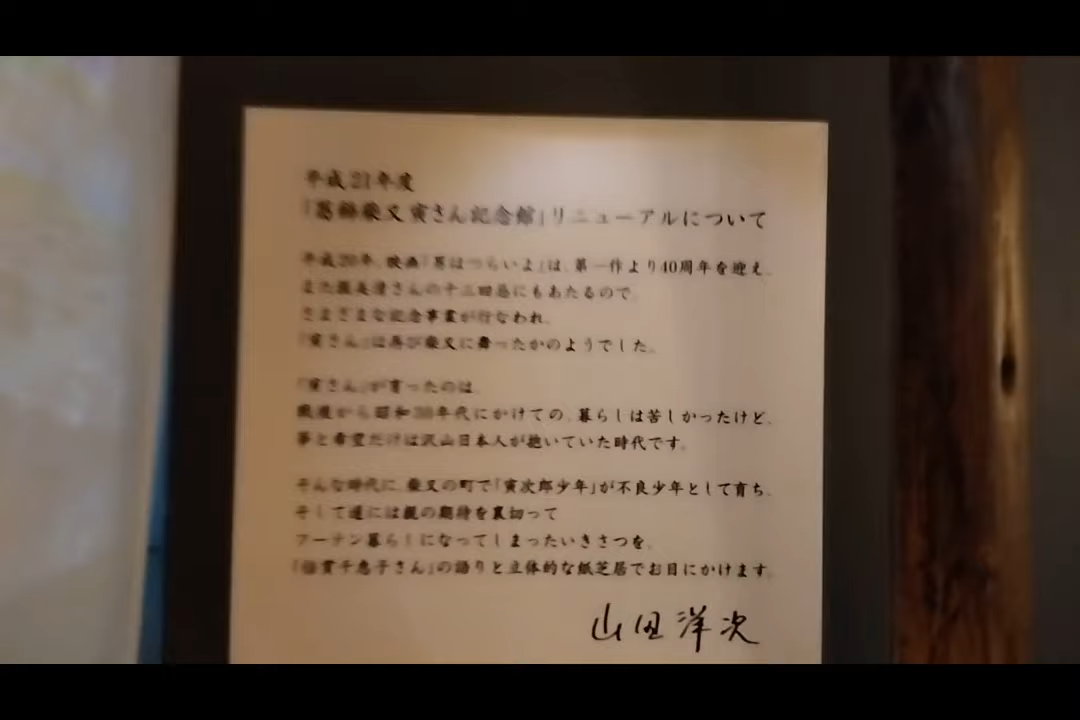 平成21年度
「葛飾柴又寅さん記念館」リニューアルについて
平成20年、映画「男はつらいよ」は、第一作より40周年を迎え、
また渥美清さんの十三回忌にもあたるので、
さまざまな記念事業が行なわれ、
「寅さん」は再び柴又に舞ったかのようでした。
「寅さん」が育ったのは、
戦後から昭和30年代にかけての、暮らしは苦しかったけど、
夢と希望だけは沢山日本人が抱いていた時代です。
そんな時代に、柴又の町で「寅次郎少年」が不良少年として育ち、
そして遂には親の期待を裏切って
フーテン暮らしになってしまったいきさつを、
「倍賞千恵子さん」の語りと立体的な紙芝居でお目にかけます。
山田洋次